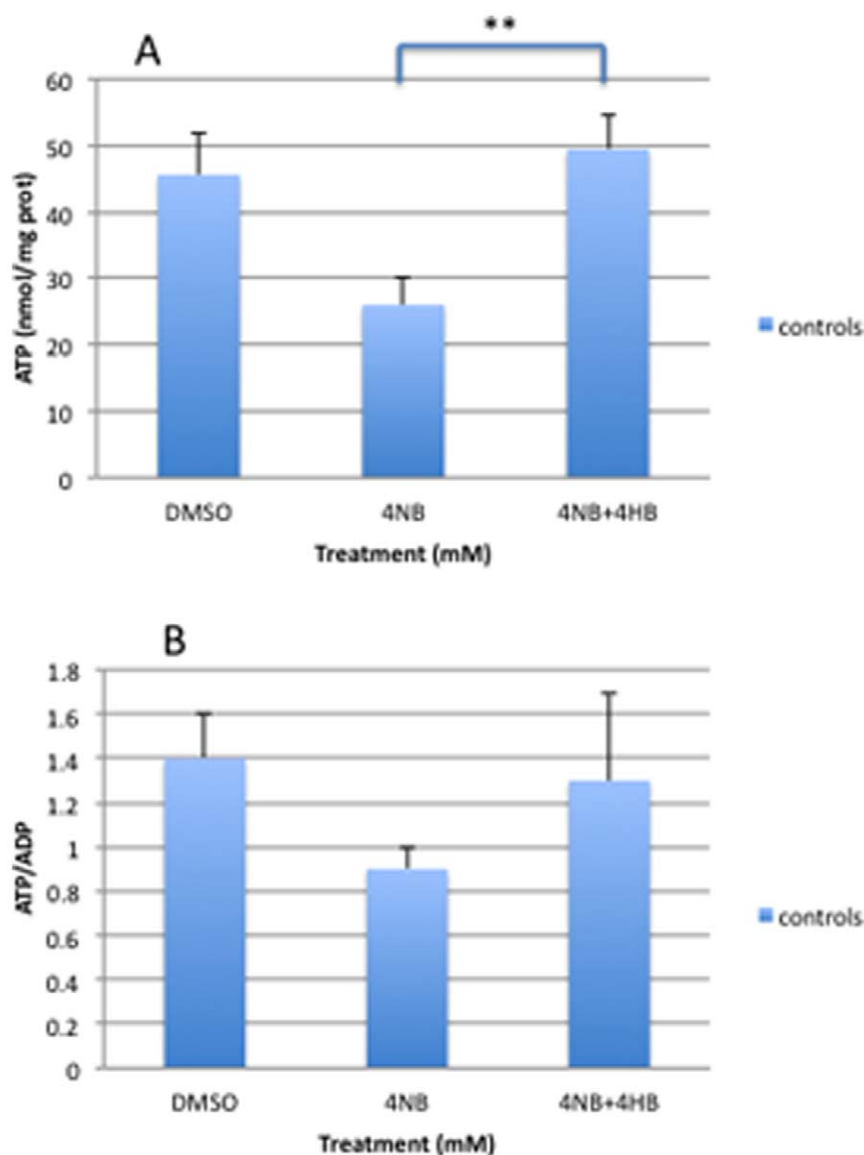 A
**
60
50
40
30
20
10
0
ATP (nmol/mg prot)
DMSO 4NB 4NB+4HB
Treatment (mM)
controls
B
1.8
1.6
1.4
1.2
1
0.8
0.6
0.4
0.2
0
ATP/ADP
DMSO 4NB 4NB+4HB
Treatment (mM)
controls